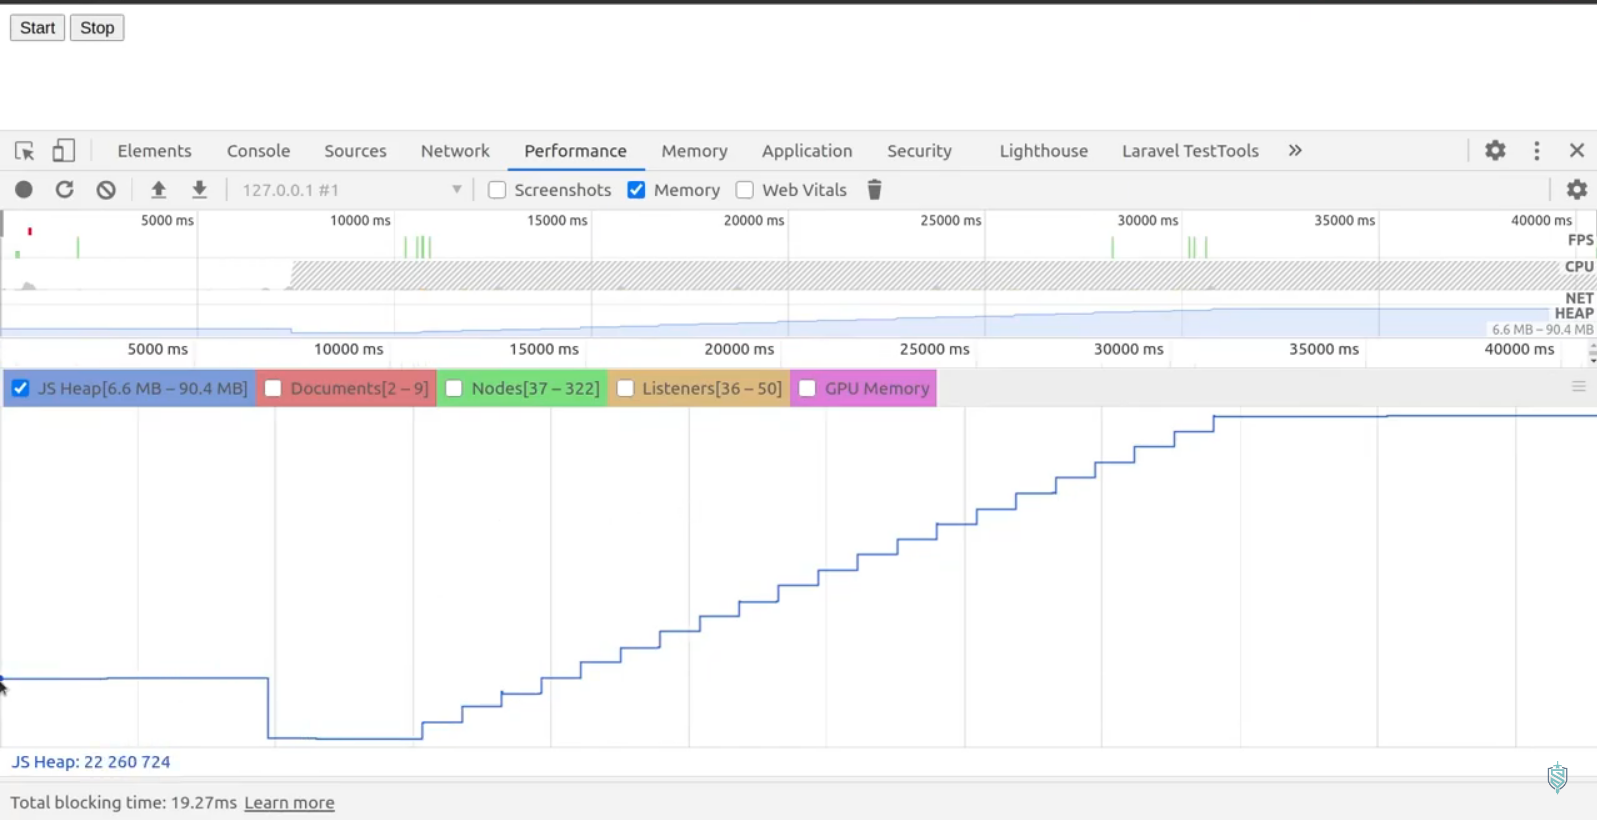 Start Stop
Elements Console Sources Network Performance Memory Application Security Lighthouse Laravel TestTools »
127.0.0.1 #1 Screenshots Memory Web Vitals
5000 ms 10000 ms 15000 ms 20000 ms 25000 ms 30000 ms 35000 ms 40000 ms
FPS
CPU
NET
HEAP
6.6 MB – 90.4 MB
5000 ms 10000 ms 15000 ms 20000 ms 25000 ms 30000 ms 35000 ms 40000 ms
JS Heap[6.6 MB – 90.4 MB] Documents[2 – 9] Nodes[37 – 322] Listeners[36 – 50] GPU Memory
JS Heap: 22 260 724
Total blocking time: 19.27ms Learn more